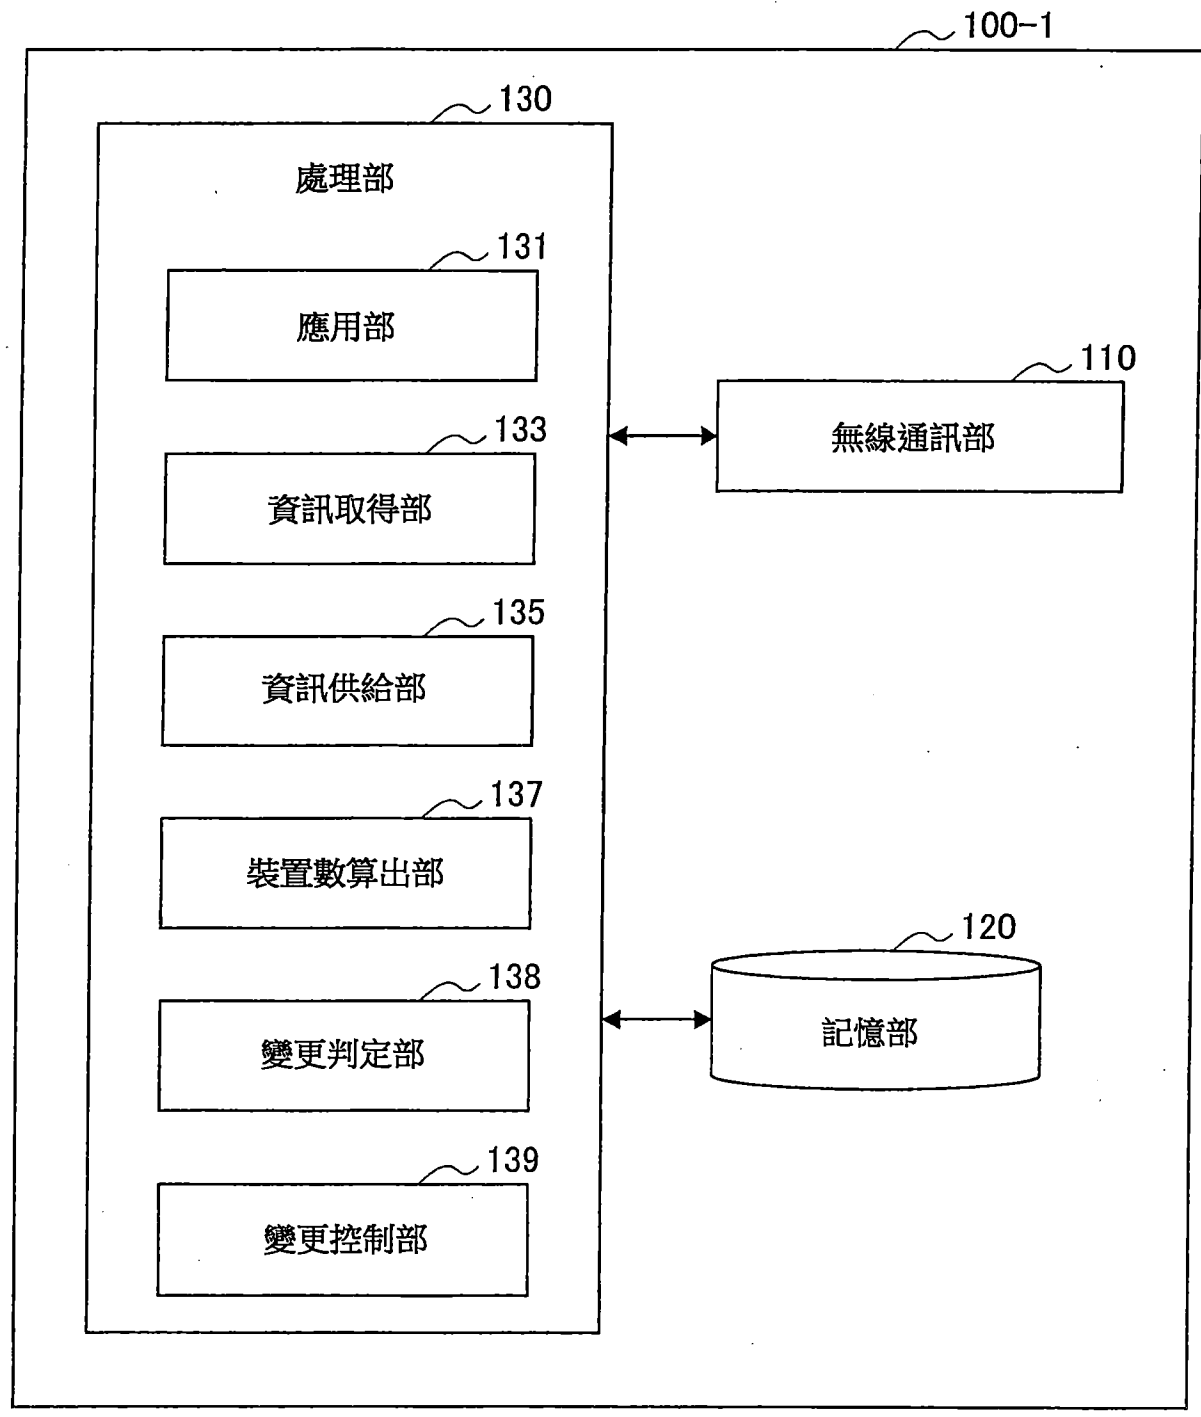 100-1
130
處理部
131
應用部
110
無線通訊部
133
資訊取得部
135
資訊供給部
137
裝置數算出部
120
記憶部
138
變更判定部
139
變更控制部